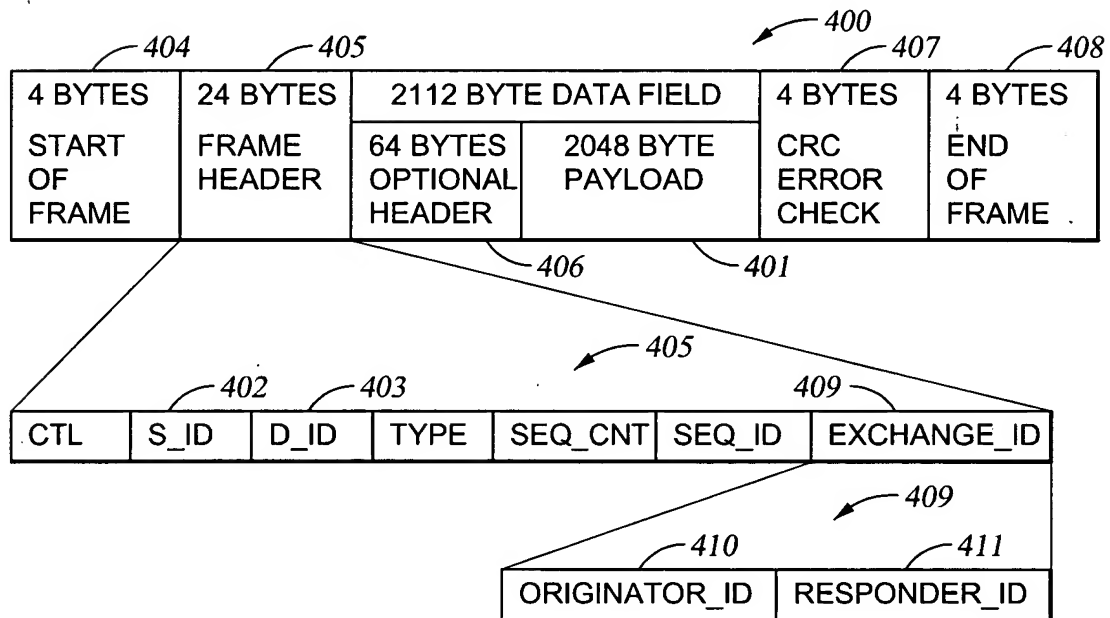 400
404
405
407
408
4 BYTES
START
OF
FRAME
24 BYTES
FRAME
HEADER
2112 BYTE DATA FIELD
64 BYTES
OPTIONAL
HEADER
2048 BYTE
PAYLOAD
4 BYTES
CRC
ERROR
CHECK
4 BYTES
END
OF
FRAME
406
401
405
402
403
409
CTL
S_ID
D_ID
TYPE
SEQ_CNT
SEQ_ID
EXCHANGE_ID
409
410
411
ORIGINATOR_ID
RESPONDER_ID